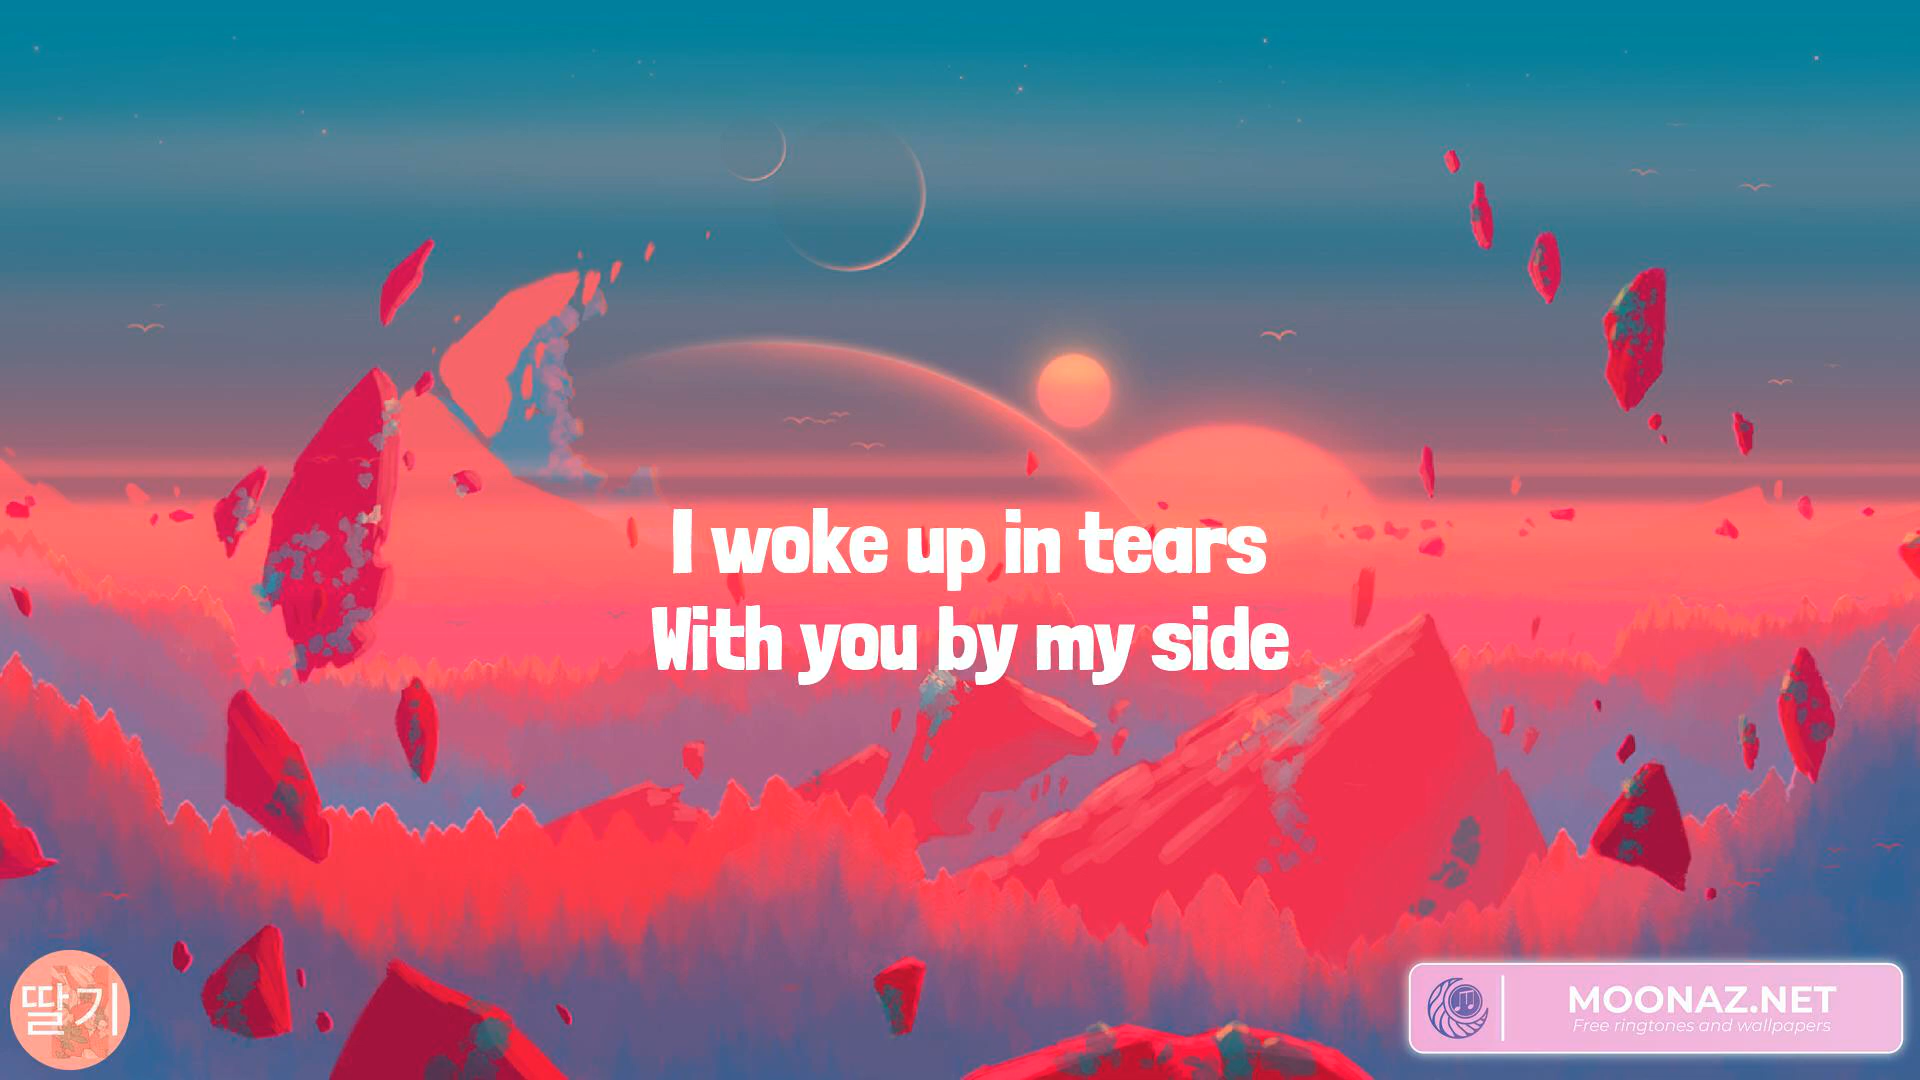 I woke up in tears
With you by my side
딸기
MOONAZ.NET
Free ringtones and wallpapers